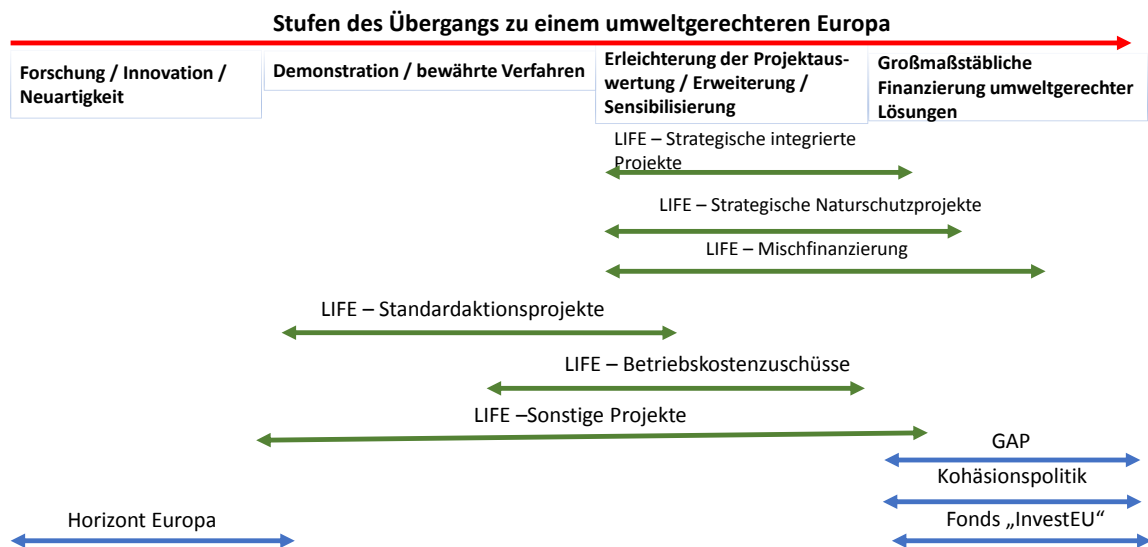 Stufen des Übergangs zu einem umweltgerechteren Europa
Forschung / Innovation /
Neuartigkeit
Demonstration / bewährte Verfahren
Erleichterung der Projektaus-
wertung / Erweiterung /
Sensibilisierung
Großmaßstäbliche
Finanzierung umweltgerechter
Lösungen
LIFE – Strategische integrierte
Projekte
LIFE – Strategische Naturschutzprojekte
LIFE – Mischfinanzierung
LIFE – Standardaktionsprojekte
LIFE – Betriebskostenzuschüsse
LIFE –Sonstige Projekte
GAP
Kohäsionspolitik
Horizont Europa
Fonds „InvestEU“